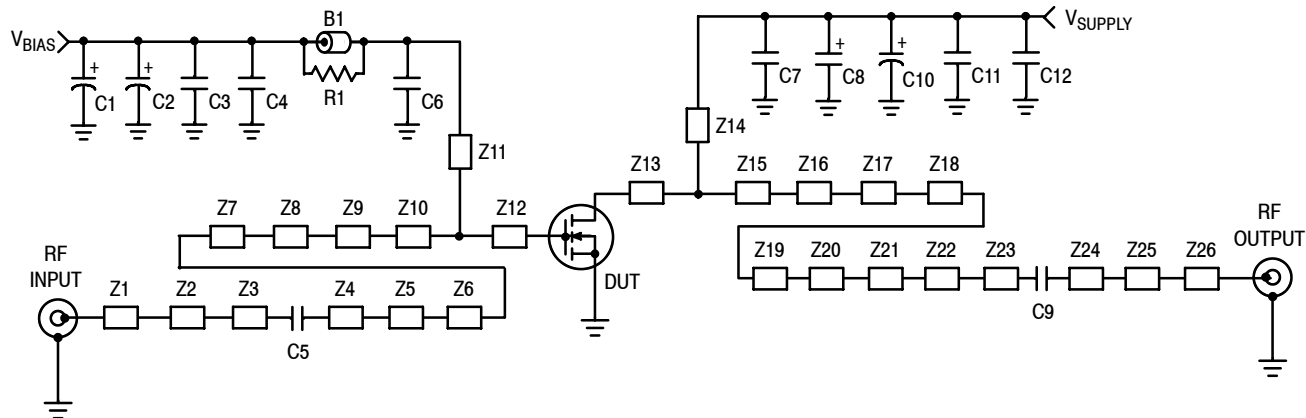 B1
V_BIAS
V_SUPPLY
+
+
+
+
C1
C2
C3
C4
R1
C6
C7
C8
C10
C11
C12
Z14
Z11
Z13
Z15
Z16
Z17
Z18
Z7
Z8
Z9
Z10
Z12
RF
INPUT
DUT
Z19
Z20
Z21
Z22
Z23
Z24
Z25
Z26
RF
OUTPUT
Z1
Z2
Z3
Z4
Z5
Z6
C5
C9